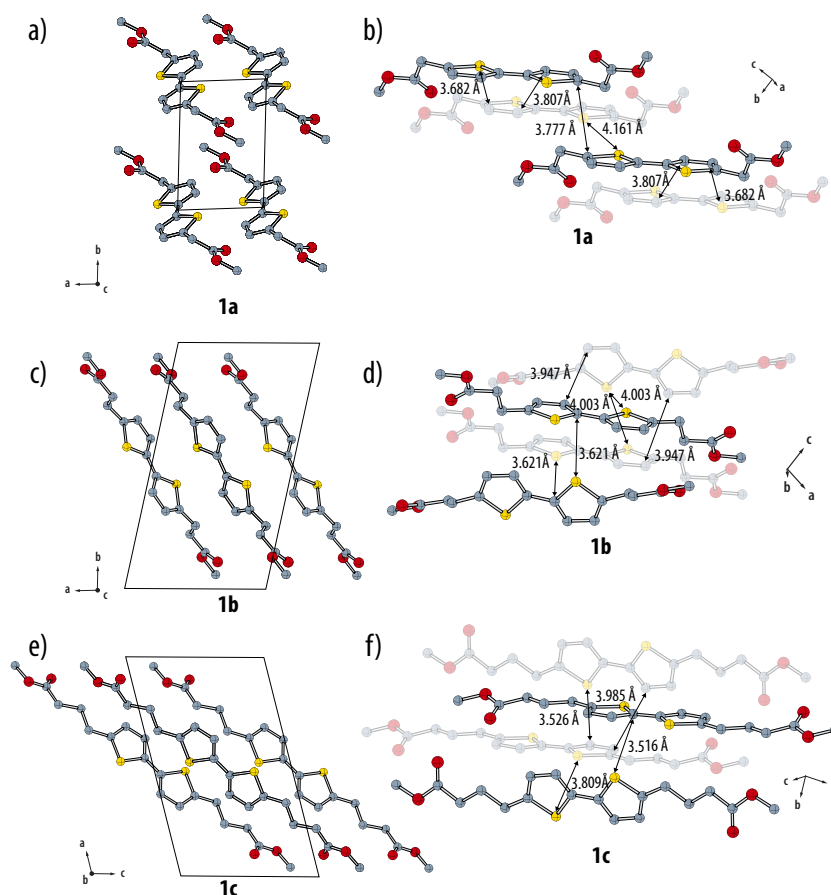 a)
b)
3.682 Å
3.807Å
3.777 Å
4.161 Å
3.807Å
3.682 Å
c
a
b
1a
b
a
c
1a
c)
d)
3.947 Å
4.003 Å
4.003 Å
3.621Å
3.621 Å
3.947 Å
c
b
a
1b
b
a
c
1b
e)
f)
3.985 Å
3.526 Å
3.516 Å
3.809Å
c
b
1c
a
b
c
1c